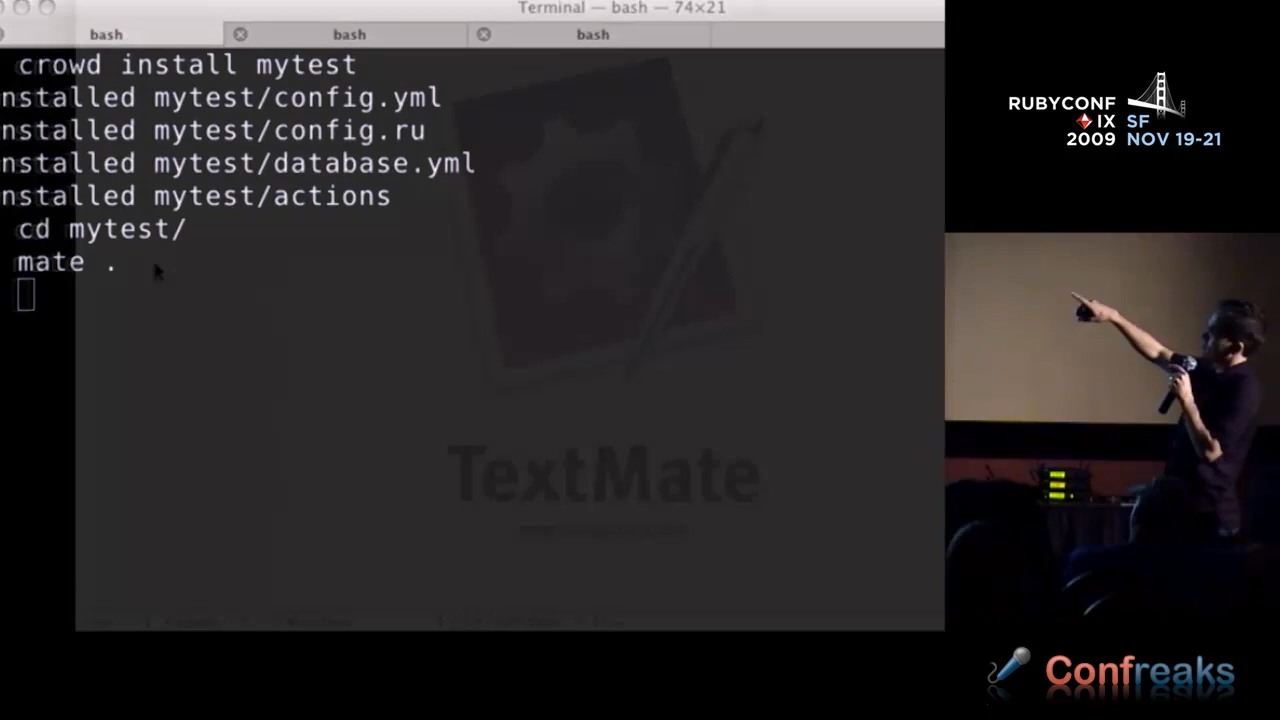 Terminal — bash — 74×21
bash
bash
bash
crowd install mytest
nstalled mytest/config.yml
nstalled mytest/config.ru
nstalled mytest/database.yml
nstalled mytest/actions
cd mytest/
mate .
TextMate
RUBYCONF
IX SF
2009 NOV 19-21
Confreaks